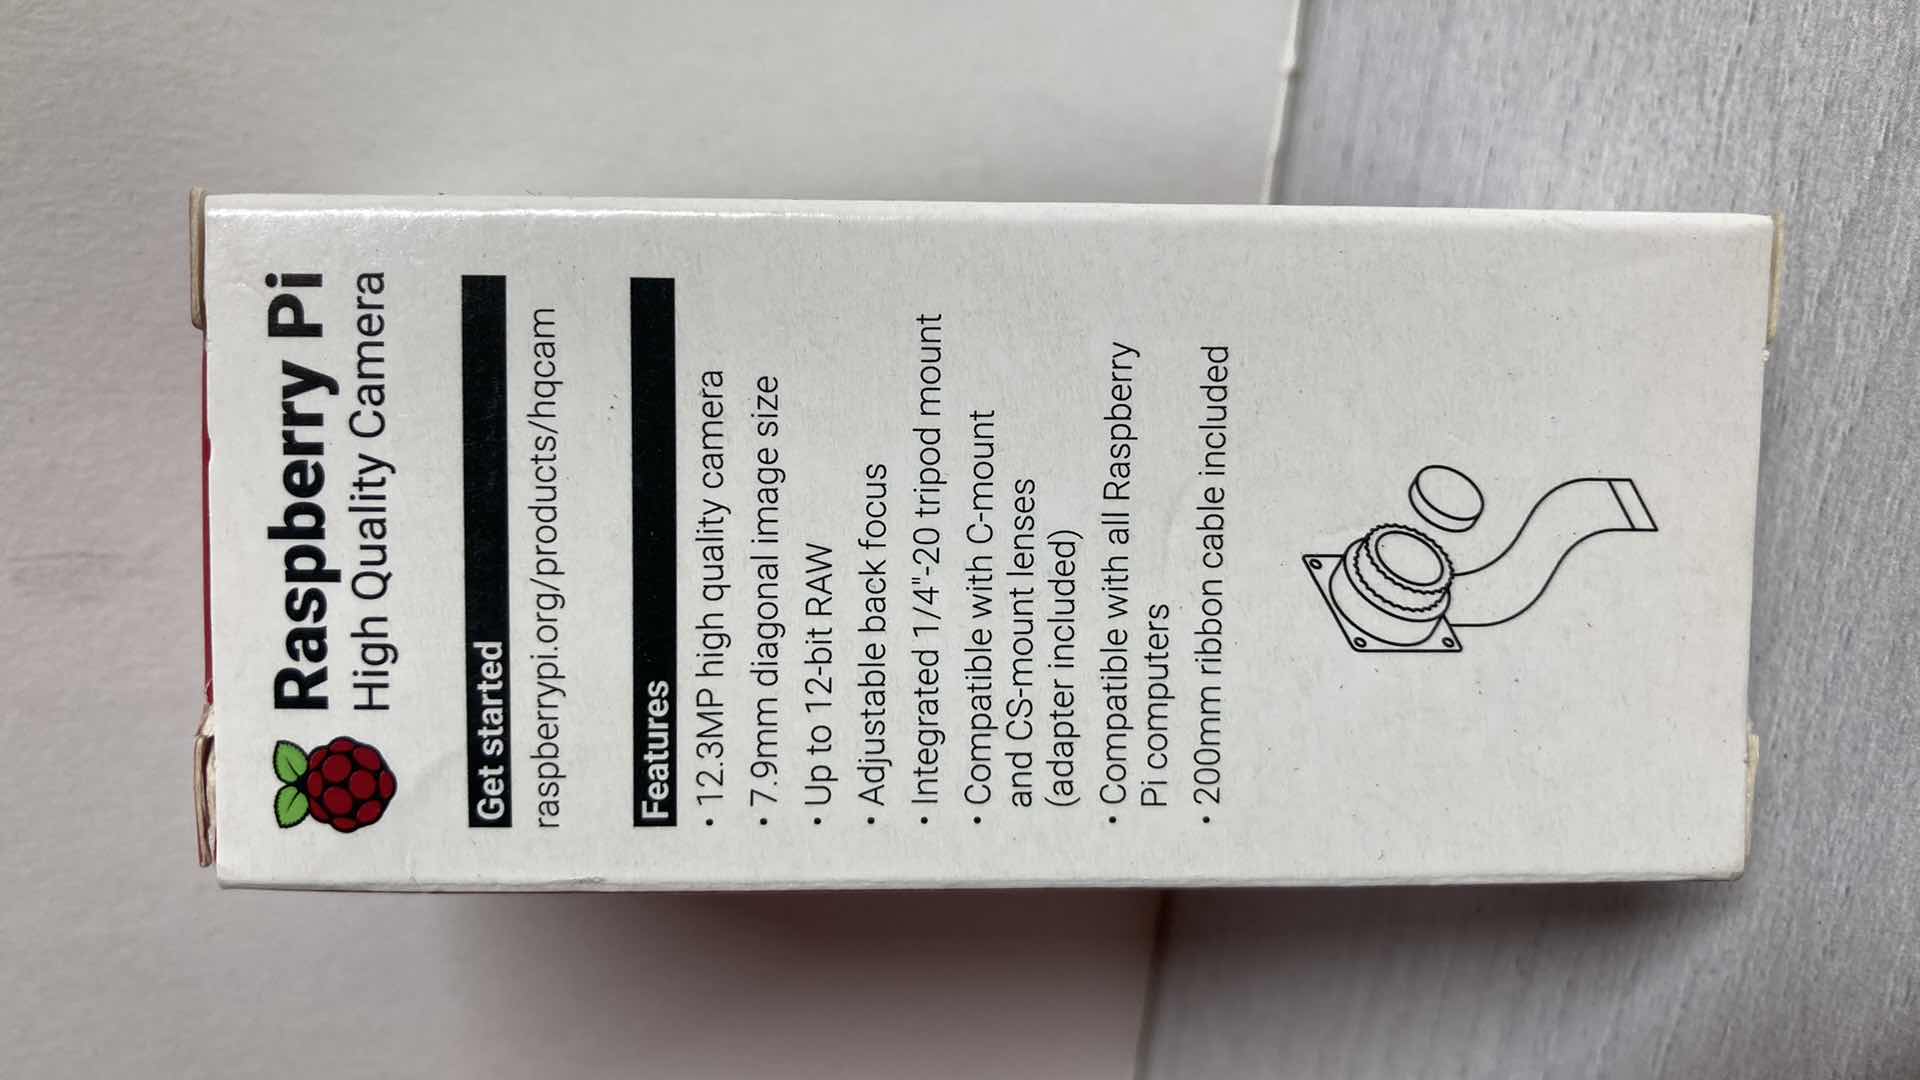 Raspberry Pi
High Quality Camera
Get started
raspberrypi.org/products/hqcam
Features
• 12.3MP high quality camera
• 7.9mm diagonal image size
• Up to 12-bit RAW
• Adjustable back focus
• Integrated 1/4"-20 tripod mount
• Compatible with C-mount
and CS-mount lenses
(adapter included)
• Compatible with all Raspberry
Pi computers
• 200mm ribbon cable included